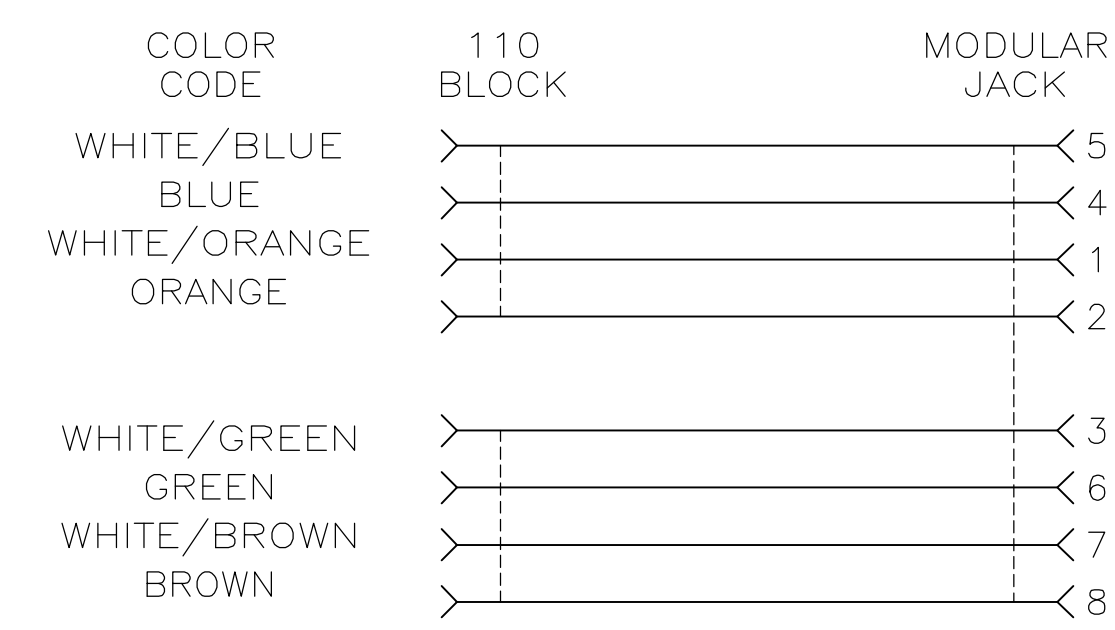 COLOR CODE 110 BLOCK MODULAR JACK
WHITE/BLUE 5
BLUE 4
WHITE/ORANGE 1
ORANGE 2
WHITE/GREEN 3
GREEN 6
WHITE/BROWN 7
BROWN 8